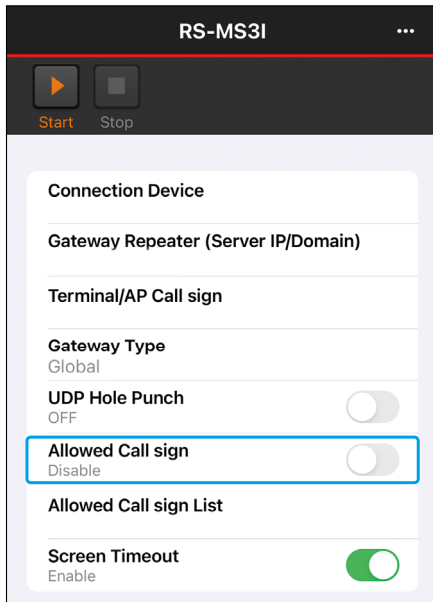 RS-MS3I
Start Stop
Connection Device
Gateway Repeater (Server IP/Domain)
Terminal/AP Call sign
Gateway Type
Global
UDP Hole Punch
OFF
Allowed Call sign
Disable
Allowed Call sign List
Screen Timeout
Enable